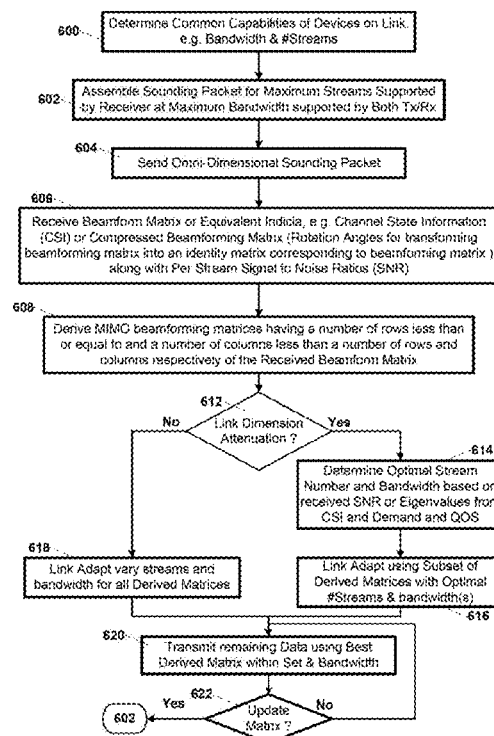 600
Determine Common Capabilities of Devices on Link,
e.g. Bandwidth & #Streams
602
Assemble Sounding Packet for Maximum Streams Supported
by Receiver at Maximum Bandwidth supported by Both Tx/Rx
604
Send Omni-Dimensional Sounding Packet
606
Receive Beamform Matrix or Equivalent Indicia, e.g. Channel State Information
(CSI) or Compressed Beamforming Matrix (Rotation Angles for transforming
beamforming matrix into an identity matrix corresponding to beamforming matrix )
along with Per Stream Signal to Noise Ratios (SNR)
608
Derive MIMO beamforming matrices having a number of rows less than
or equal to and a number of columns less than a number of rows and
columns respectively of the Received Beamform Matrix
612
No
Link Dimension
Attenuation ?
Yes
614
Determine Optimal Stream
Number and Bandwidth based on
received SNR or Eigenvalues from
CSI and Demand and QOS
618
Link Adapt vary streams and
bandwidth for all Derived Matrices
Link Adapt using Subset of
Derived Matrices with Optimal
#Streams & bandwidth(s)
616
620
Transmit remaining Data using Best
Derived Matrix within Set & Bandwidth
622
602
Yes
Update
Matrix ?
No